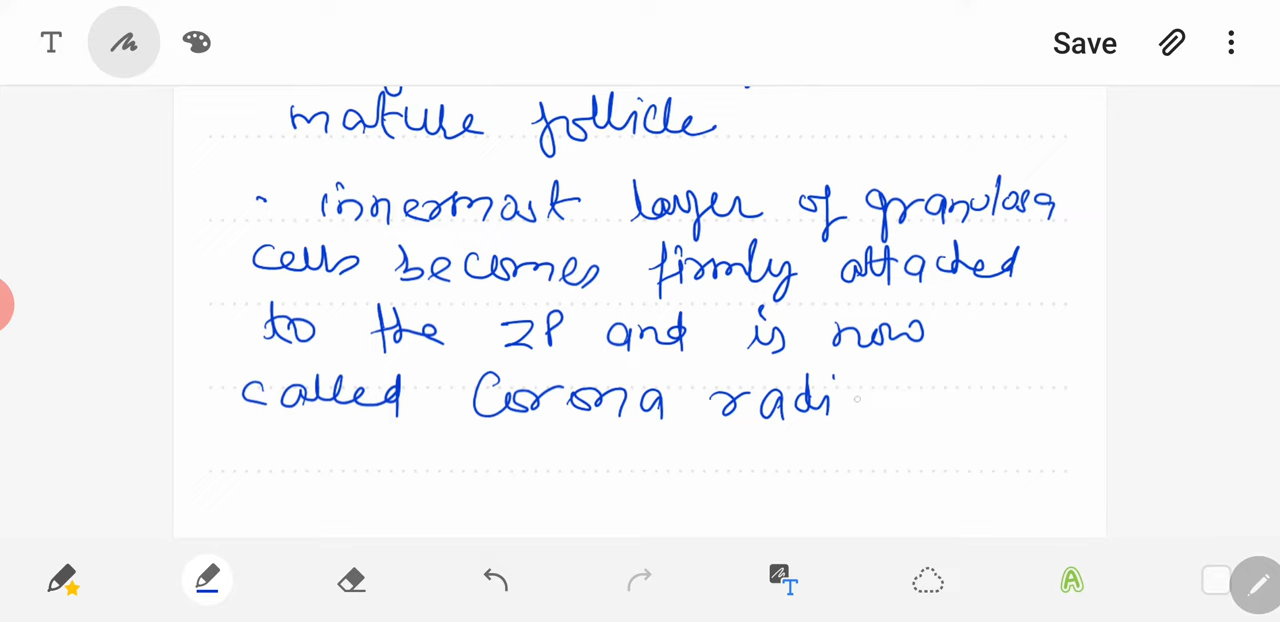 T Save
mature follicle
• innermost layer of granulosa
cells becomes firmly attached
to the ZP and is now
called Corona radi
T
A